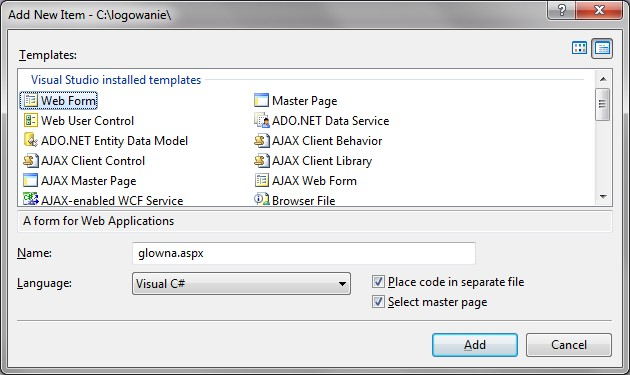 Add New Item - C:\logowanie\
Templates:
Visual Studio installed templates
Web Form Master Page
Web User Control ADO.NET Data Service
ADO.NET Entity Data Model AJAX Client Behavior
AJAX Client Control AJAX Client Library
AJAX Master Page AJAX Web Form
AJAX-enabled WCF Service Browser File
A form for Web Applications
Name: glowna.aspx
Language: Visual C# Place code in separate file
Select master page
Add Cancel